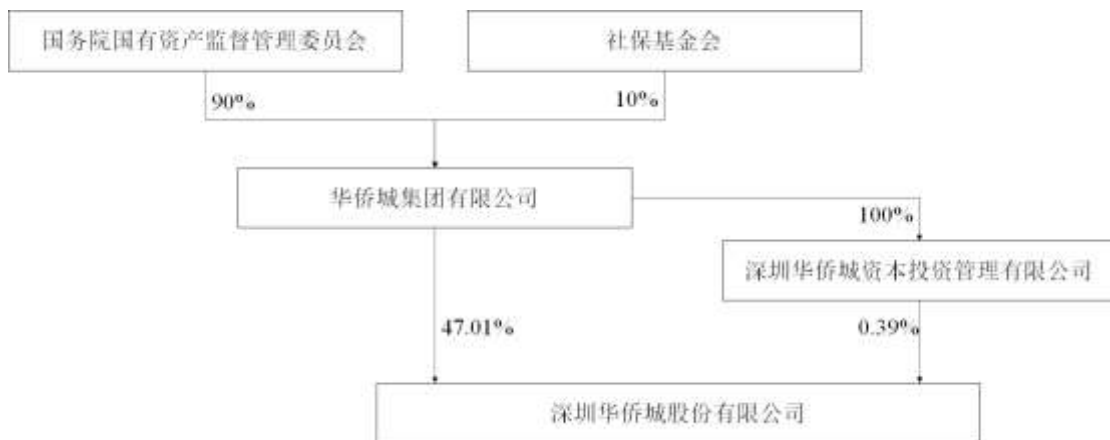 国务院国有资产监督管理委员会
社保基金会
90%
10%
华侨城集团有限公司
100%
深圳华侨城资本投资管理有限公司
47.01%
0.39%
深圳华侨城股份有限公司